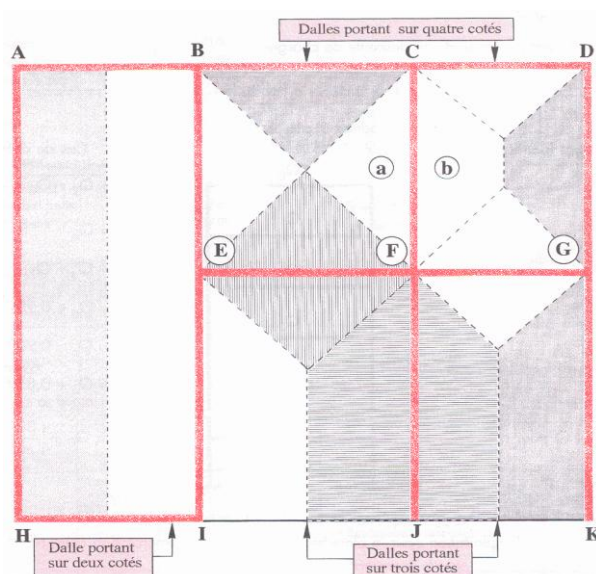 Dalles portant sur quatre cotés
A B C D
a b
E F G
H I J K
Dalle portant
sur deux cotés
Dalles portant
sur trois cotés